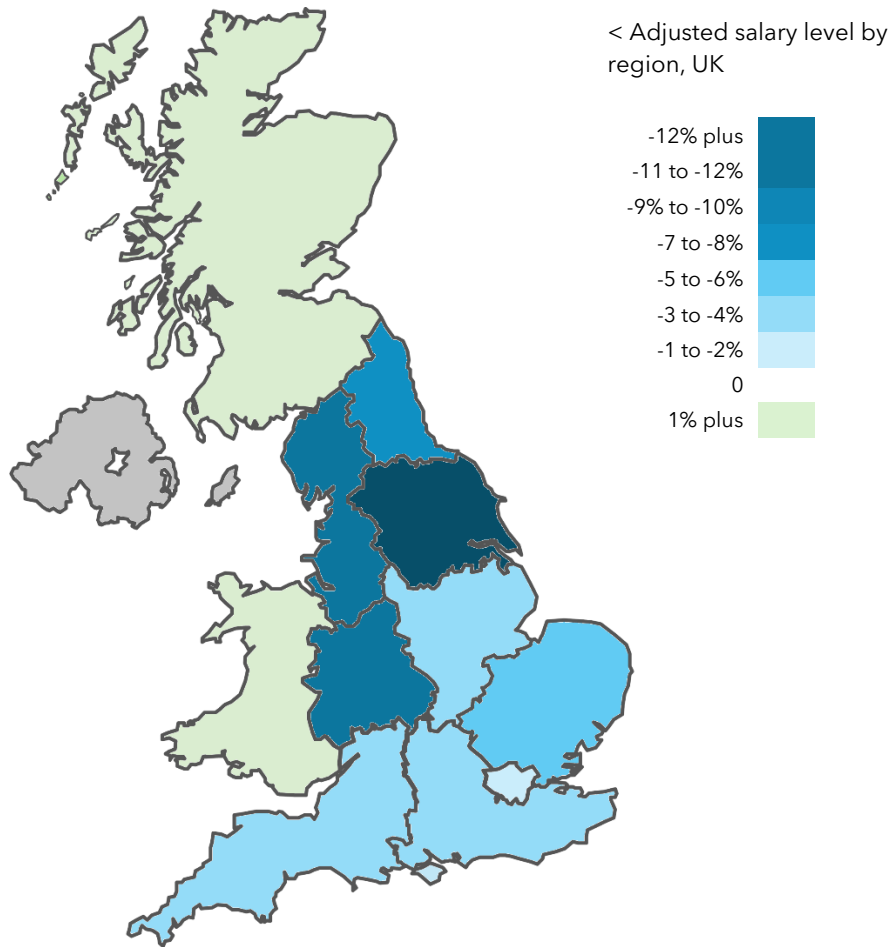 < Adjusted salary level by
region, UK
-12% plus
-11 to -12%
-9% to -10%
-7 to -8%
-5 to -6%
-3 to -4%
-1 to -2%
0
1% plus